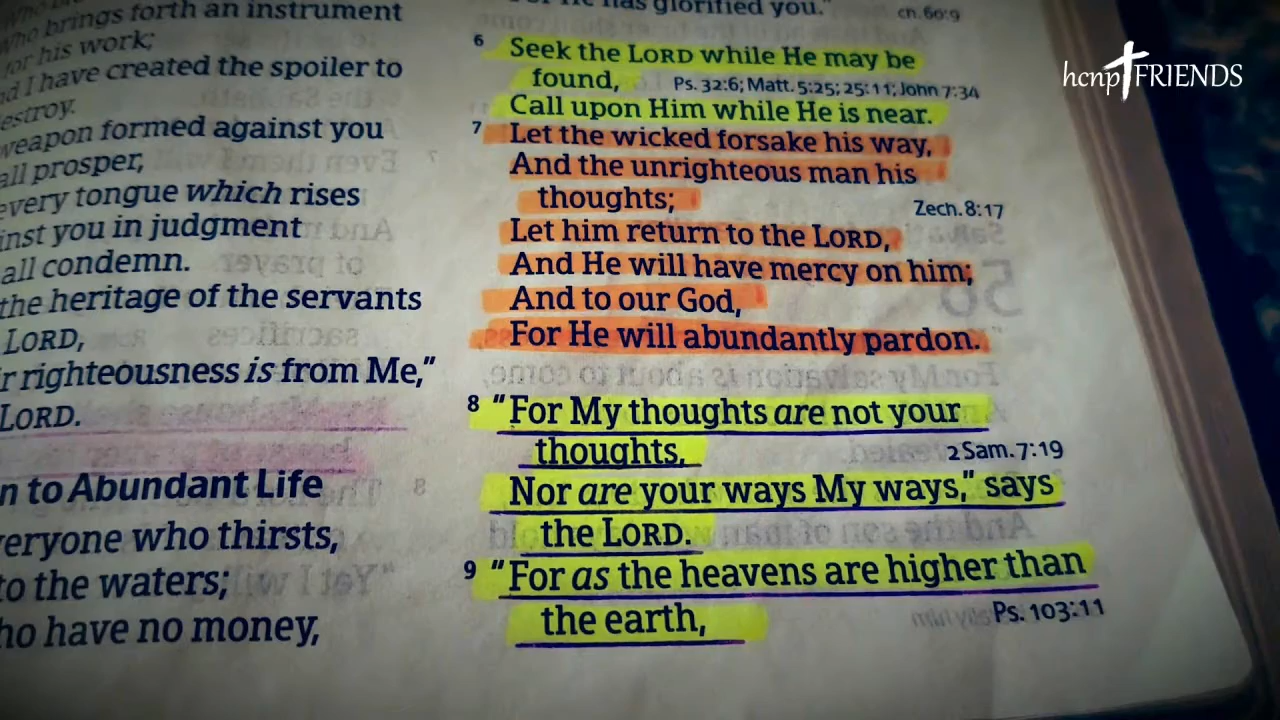 who brings forth an instrument
for his work;
I have created the spoiler to
destroy.
weapon formed against you
all prosper,
every tongue which rises
inst you in judgment
all condemn.
the heritage of the servants
LORD,
r righteousness is from Me,”
LORD.
n to Abundant Life
veryone who thirsts,
to the waters;
ho have no money,
He has glorified you.” ch. 60:9
6 Seek the LORD while He may be
found, Ps. 32:6; Matt. 5:25; 25:11; John 7:34
Call upon Him while He is near.
7 Let the wicked forsake his way,
And the unrighteous man his
thoughts; Zech. 8:17
Let him return to the LORD,
And He will have mercy on him;
And to our God,
For He will abundantly pardon.
8 “For My thoughts are not your
thoughts, 2 Sam. 7:19
Nor are your ways My ways,” says
the LORD.
9 “For as the heavens are higher than
the earth, Ps. 103:11
hcnp FRIENDS